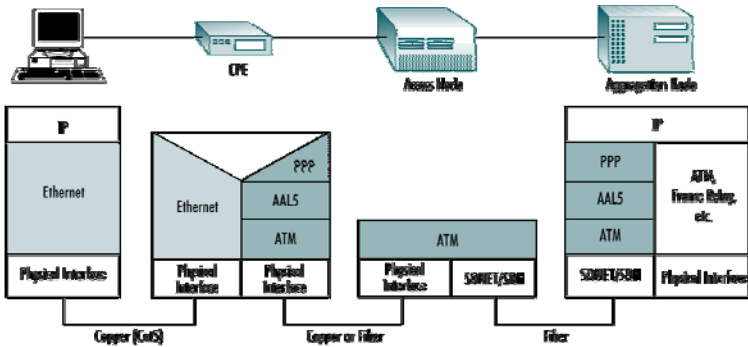 CPE
Access Node
Aggregation Node
IP
Ethernet
Physical Interface
PPP
Ethernet
AAL5
ATM
Physical
Interface
Physical
Interface
ATM
Physical
Interface
SONET/SDH
IP
PPP
AAL5
ATM
ATM,
Frame Relay,
etc.
SONET/SDH
Physical Interface
Copper (Cat5)
Copper or Fiber
Fiber